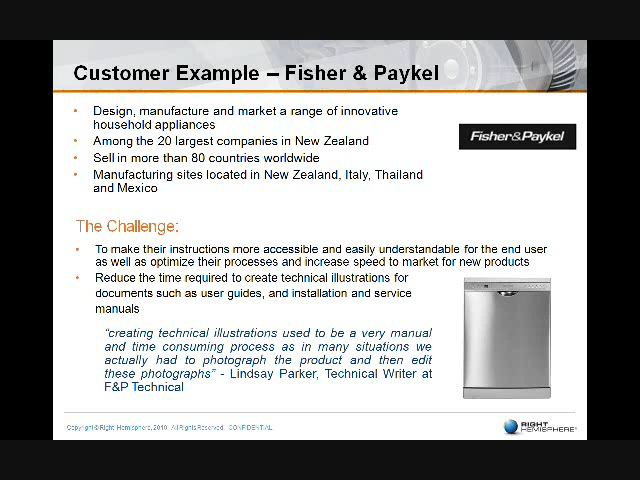 Customer Example – Fisher & Paykel
• Design, manufacture and market a range of innovative
household appliances
• Among the 20 largest companies in New Zealand
• Sell in more than 80 countries worldwide
• Manufacturing sites located in New Zealand, Italy, Thailand
and Mexico
Fisher&Paykel
The Challenge:
• To make their instructions more accessible and easily understandable for the end user
as well as optimize their processes and increase speed to market for new products
• Reduce the time required to create technical illustrations for
documents such as user guides, and installation and service
manuals
“creating technical illustrations used to be a very manual
and time consuming process as in many situations we
actually had to photograph the product and then edit
these photographs” - Lindsay Parker, Technical Writer at
F&P Technical
Copyright © Right Hemisphere, 2010. All Rights Reserved. CONFIDENTIAL.
RIGHT
HEMISPHERE®